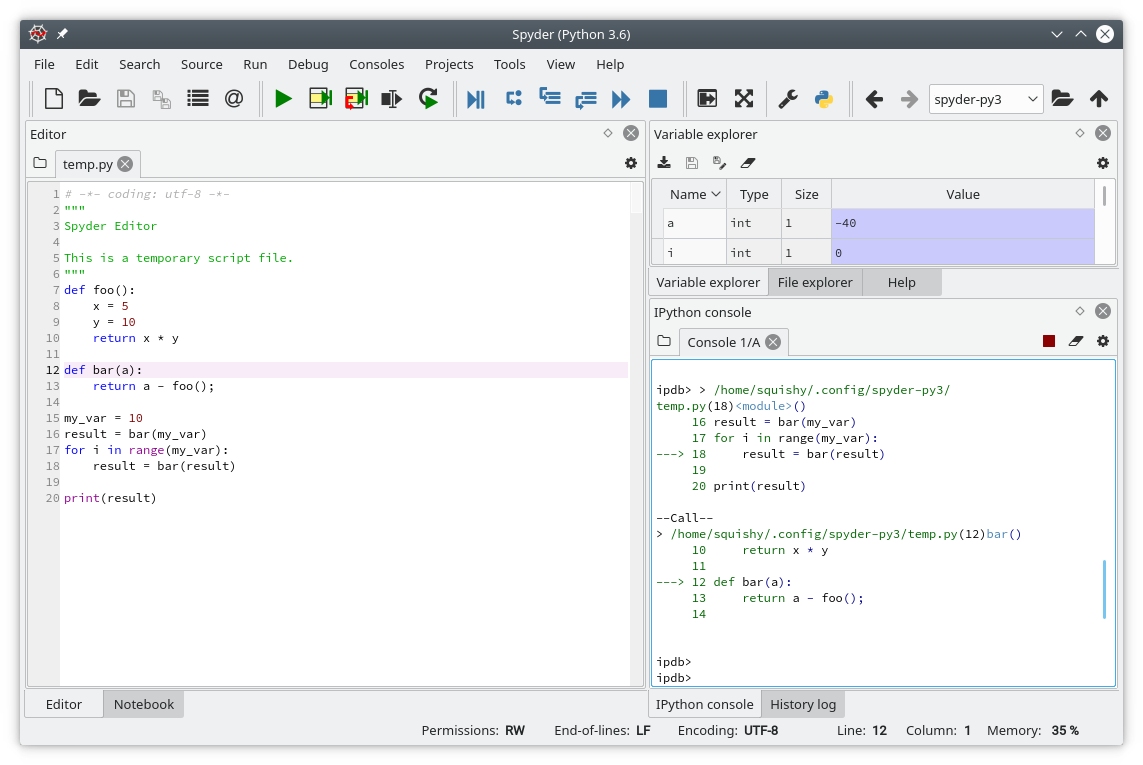 Spyder (Python 3.6)
File Edit Search Source Run Debug Consoles Projects Tools View Help
@ spyder-py3
Editor
temp.py
1 # -*- coding: utf-8 -*-
2 """
3 Spyder Editor
4
5 This is a temporary script file.
6 """
7 def foo():
8     x = 5
9     y = 10
10     return x * y
11
12 def bar(a):
13     return a - foo();
14
15 my_var = 10
16 result = bar(my_var)
17 for i in range(my_var):
18     result = bar(result)
19
20 print(result)
Editor Notebook
Variable explorer
Name Type Size Value
a int 1 -40
i int 1 0
Variable explorer File explorer Help
IPython console
Console 1/A
ipdb> > /home/squishy/.config/spyder-py3/
temp.py(18)<module>()
     16 result = bar(my_var)
     17 for i in range(my_var):
---> 18     result = bar(result)
     19
     20 print(result)
--Call--
> /home/squishy/.config/spyder-py3/temp.py(12)bar()
     10     return x * y
     11
---> 12 def bar(a):
     13     return a - foo();
     14
ipdb>
ipdb>
IPython console History log
Permissions: RW End-of-lines: LF Encoding: UTF-8 Line: 12 Column: 1 Memory: 35 %